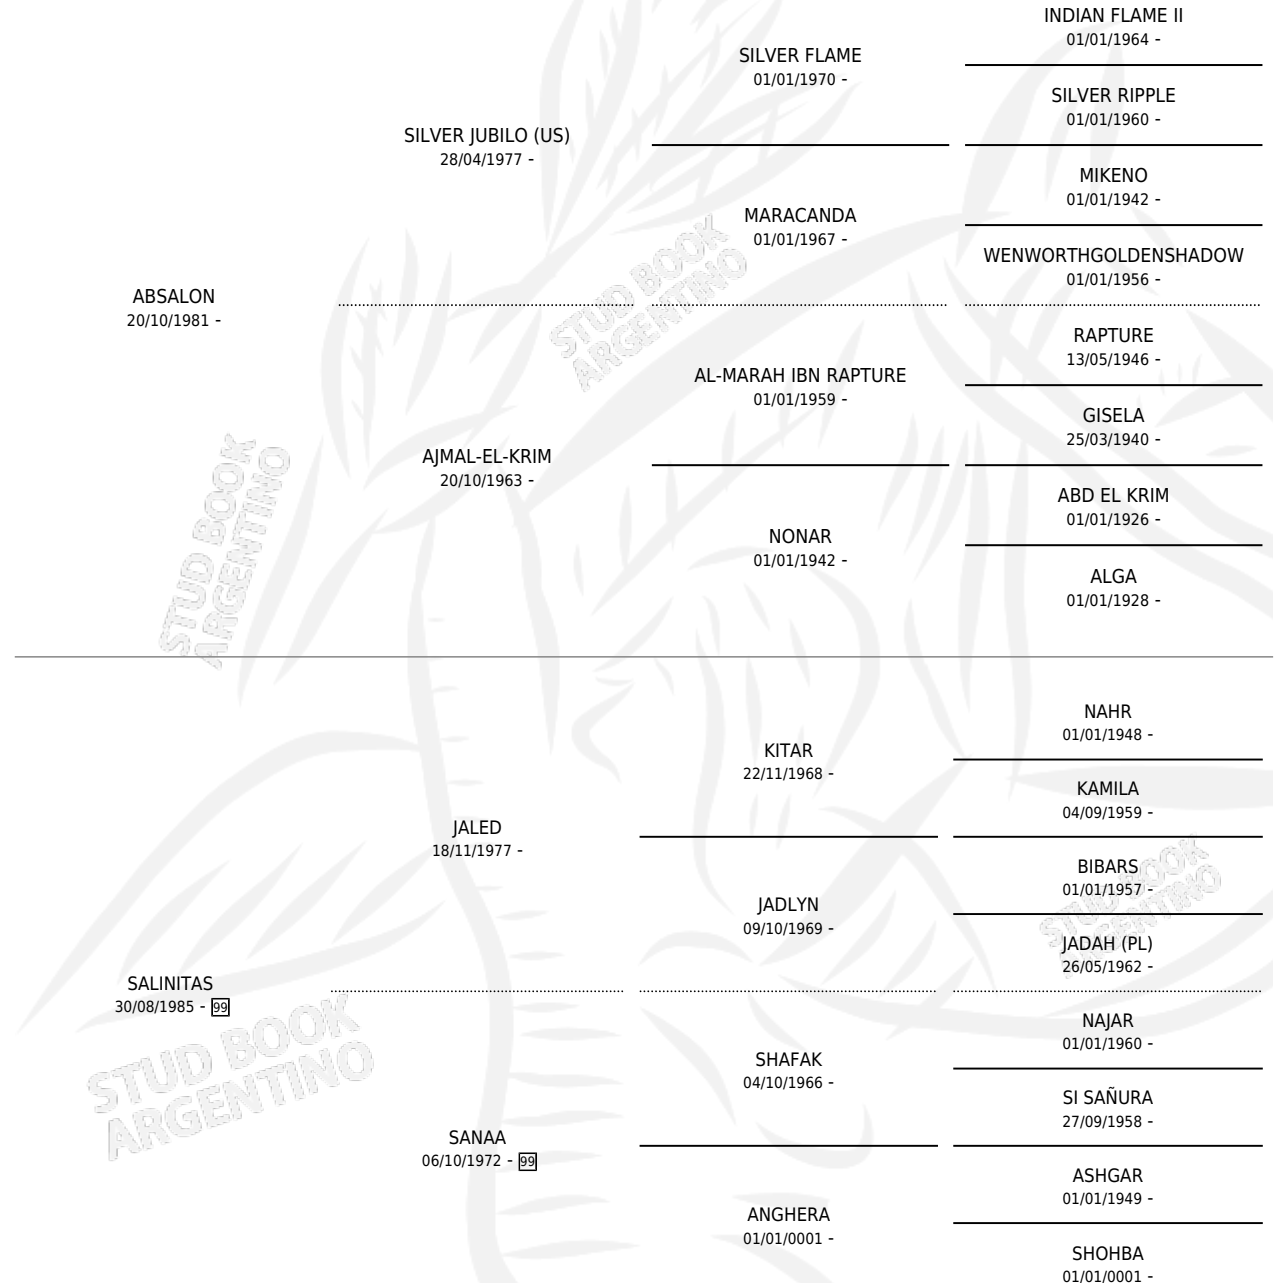 INDIAN FLAME II
01/01/1964 -
SILVER FLAME
01/01/1970 -
SILVER RIPPLE
01/01/1960 -
SILVER JUBILO (US)
28/04/1977 -
MIKENO
01/01/1942 -
MARACANDA
01/01/1967 -
WENWORTHGOLDENSHADOW
01/01/1956 -
ABSALON
20/10/1981 -
RAPTURE
13/05/1946 -
AL-MARAH IBN RAPTURE
01/01/1959 -
GISELA
25/03/1940 -
AJMAL-EL-KRIM
20/10/1963 -
ABD EL KRIM
01/01/1926 -
NONAR
01/01/1942 -
ALGA
01/01/1928 -
NAHR
01/01/1948 -
KITAR
22/11/1968 -
KAMILA
04/09/1959 -
JALED
18/11/1977 -
BIBARS
01/01/1957 -
JADLYN
09/10/1969 -
JADAH (PL)
26/05/1962 -
SALINITAS
30/08/1985 - 99
NAJAR
01/01/1960 -
SHAFAK
04/10/1966 -
SI SAÑURA
27/09/1958 -
SANAA
06/10/1972 - 99
ASHGAR
01/01/1949 -
ANGHERA
01/01/0001 -
SHOHBA
01/01/0001 -
STUD BOOK
ARGENTINO
STUD BOOK
ARGENTINO
STUD BOOK
ARGENTINO
STUD BOOK
ARGENTINO